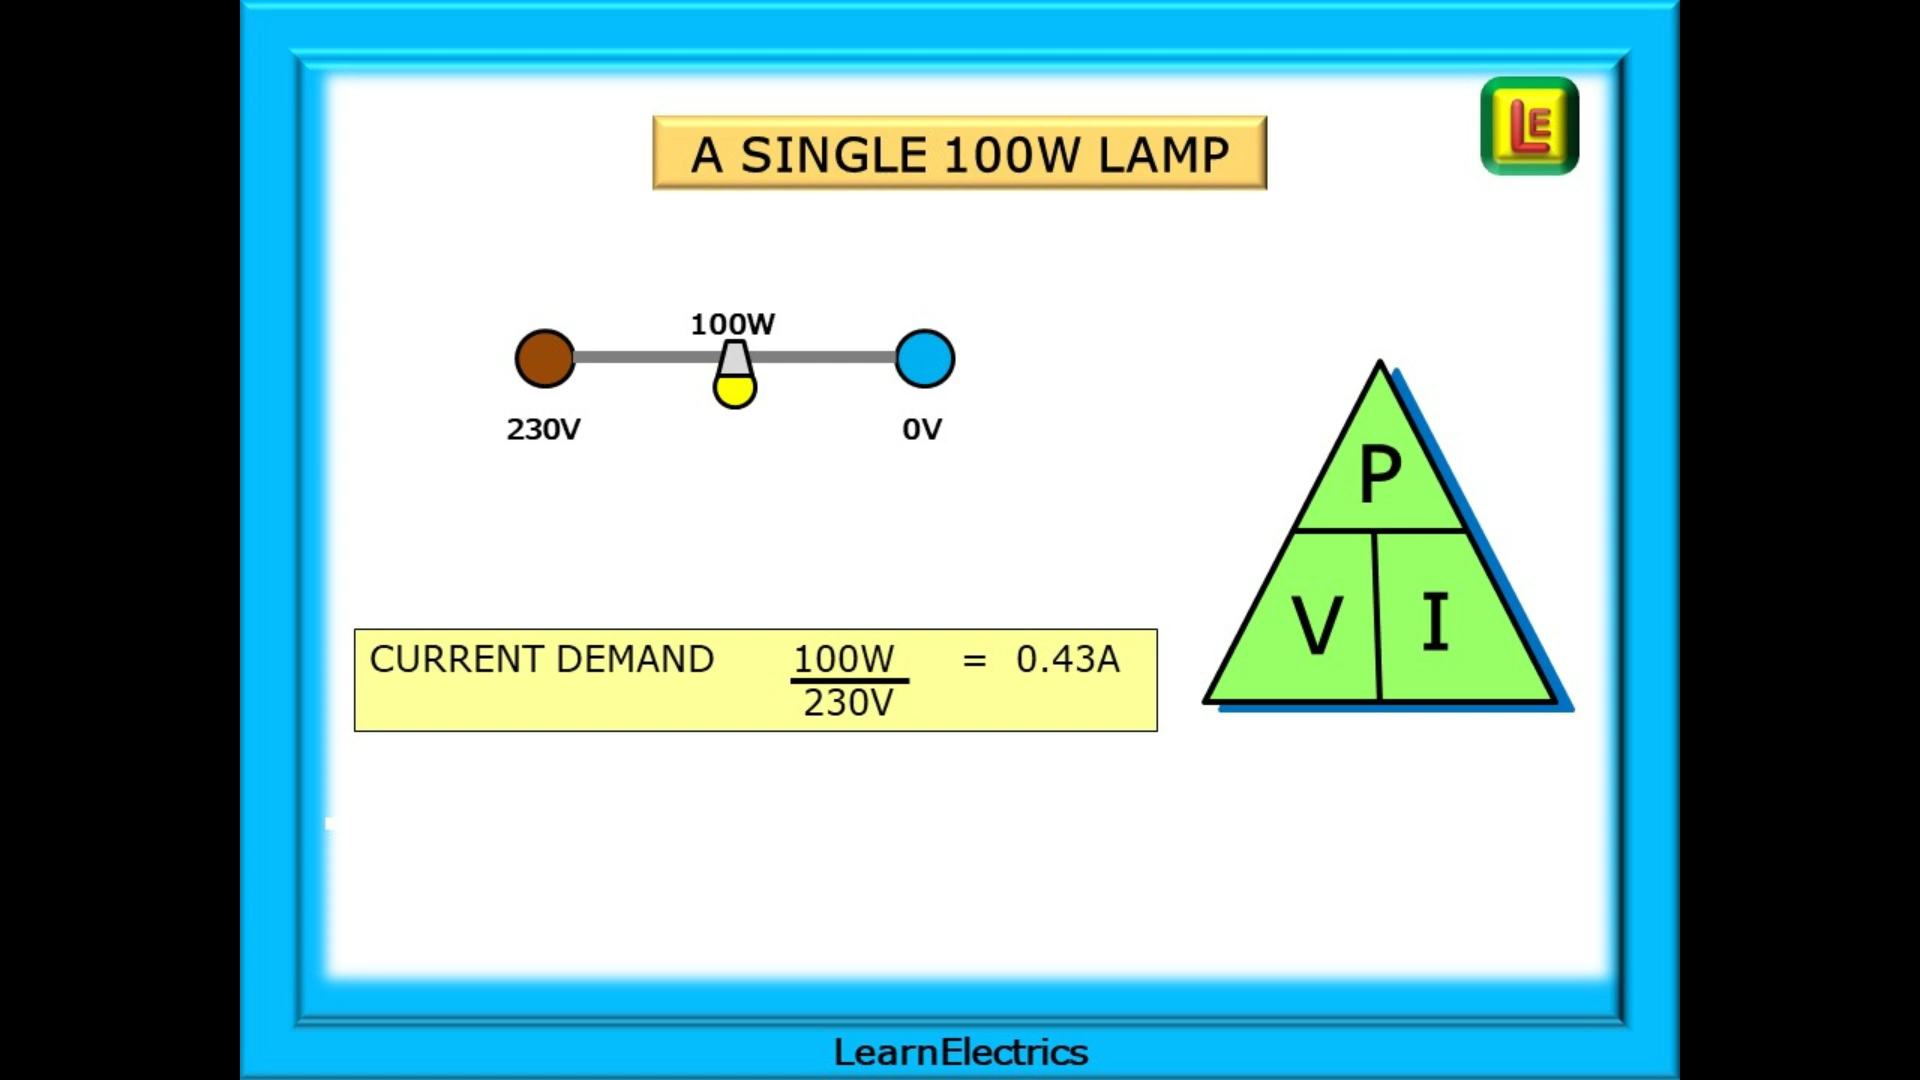 LE
A SINGLE 100W LAMP
100W
230V
0V
P
V I
CURRENT DEMAND 100W = 0.43A
230V
LearnElectrics